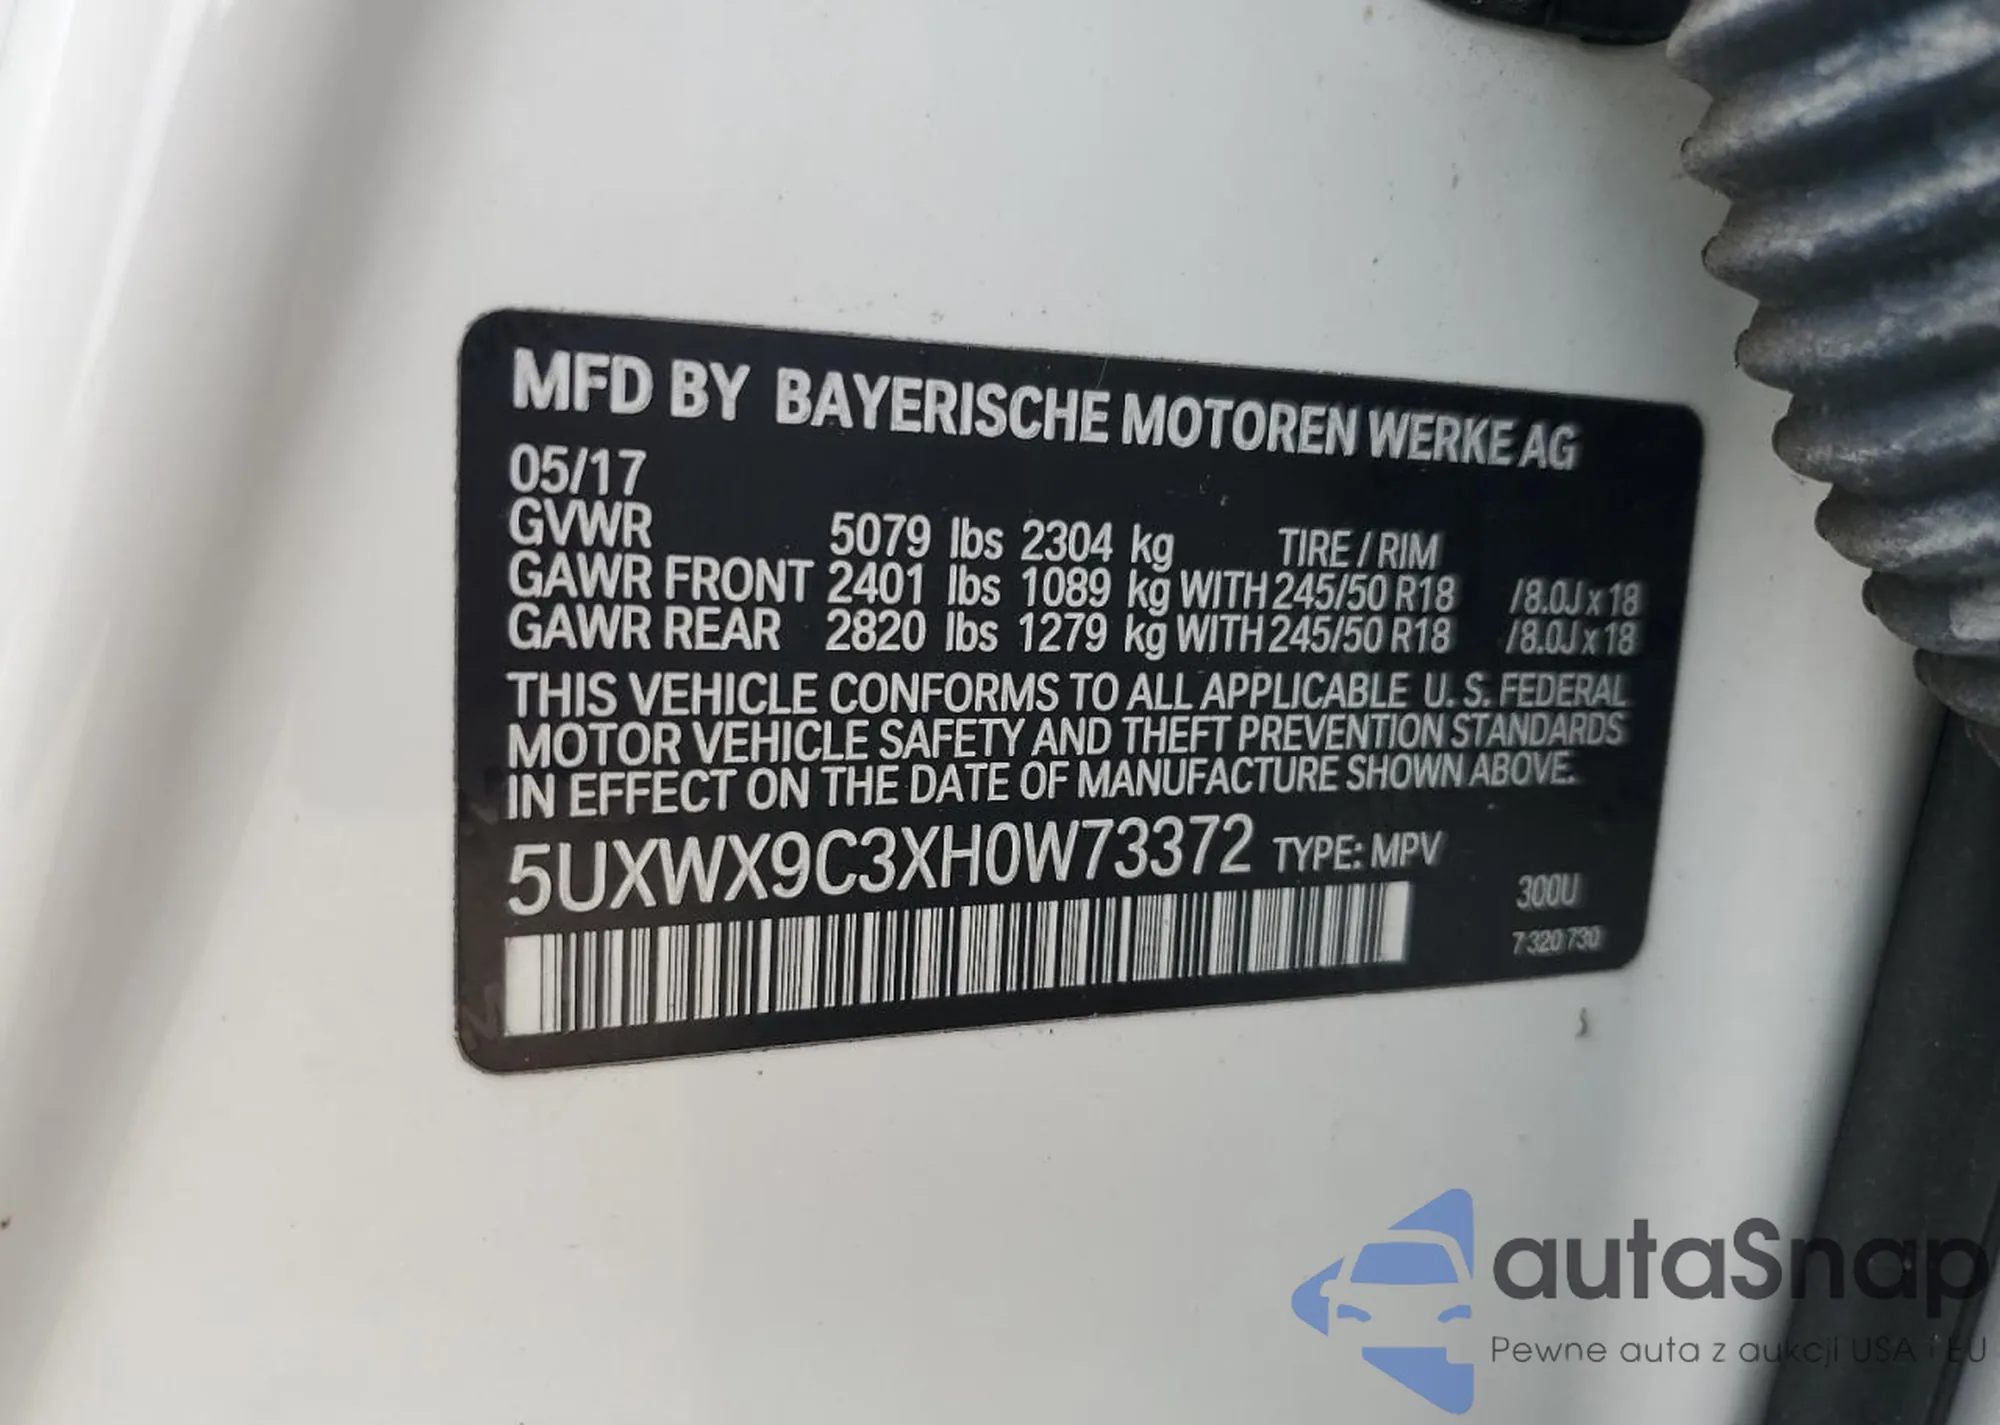 MFD BY BAYERISCHE MOTOREN WERKE AG
05/17
GVWR 5079 lbs 2304 kg TIRE / RIM
GAWR FRONT 2401 lbs 1089 kg WITH 245/50 R18 /8.0J x 18
GAWR REAR 2820 lbs 1279 kg WITH 245/50 R18 /8.0J x 18
THIS VEHICLE CONFORMS TO ALL APPLICABLE U. S. FEDERAL
MOTOR VEHICLE SAFETY AND THEFT PREVENTION STANDARDS
IN EFFECT ON THE DATE OF MANUFACTURE SHOWN ABOVE.
5UXWX9C3XH0W73372 TYPE: MPV
300U
7 320 730
autaSnap
Pewne auta z aukcji USA i EU